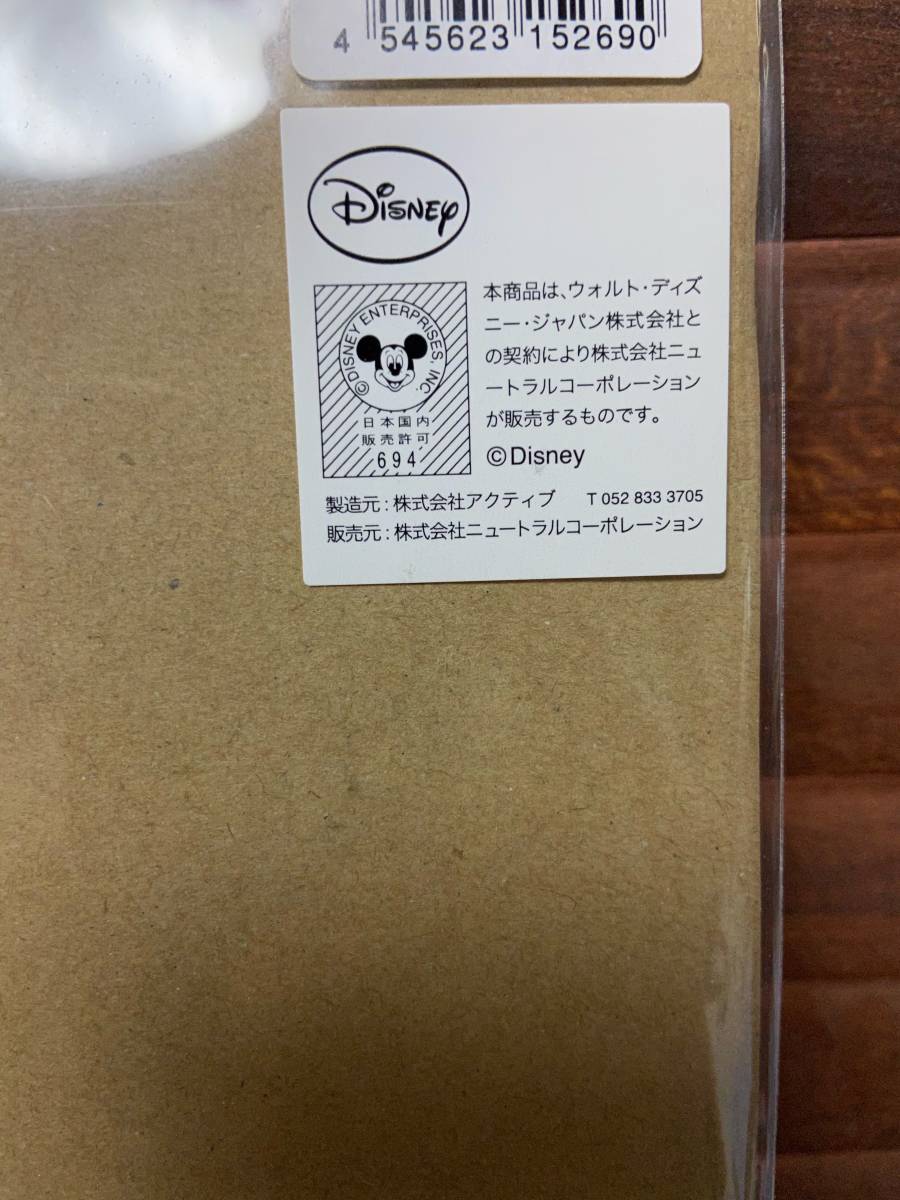 4 545623 152690
Disney
©DISNEY ENTERPRISES, INC.
日本国内
販売許可
694
本商品は、ウォルト・ディズ
ニー・ジャパン株式会社と
の契約により株式会社ニュ
ートラルコーポレーション
が販売するものです。
©Disney
製造元:株式会社アクティブ T 052 833 3705
販売元:株式会社ニュートラルコーポレーション